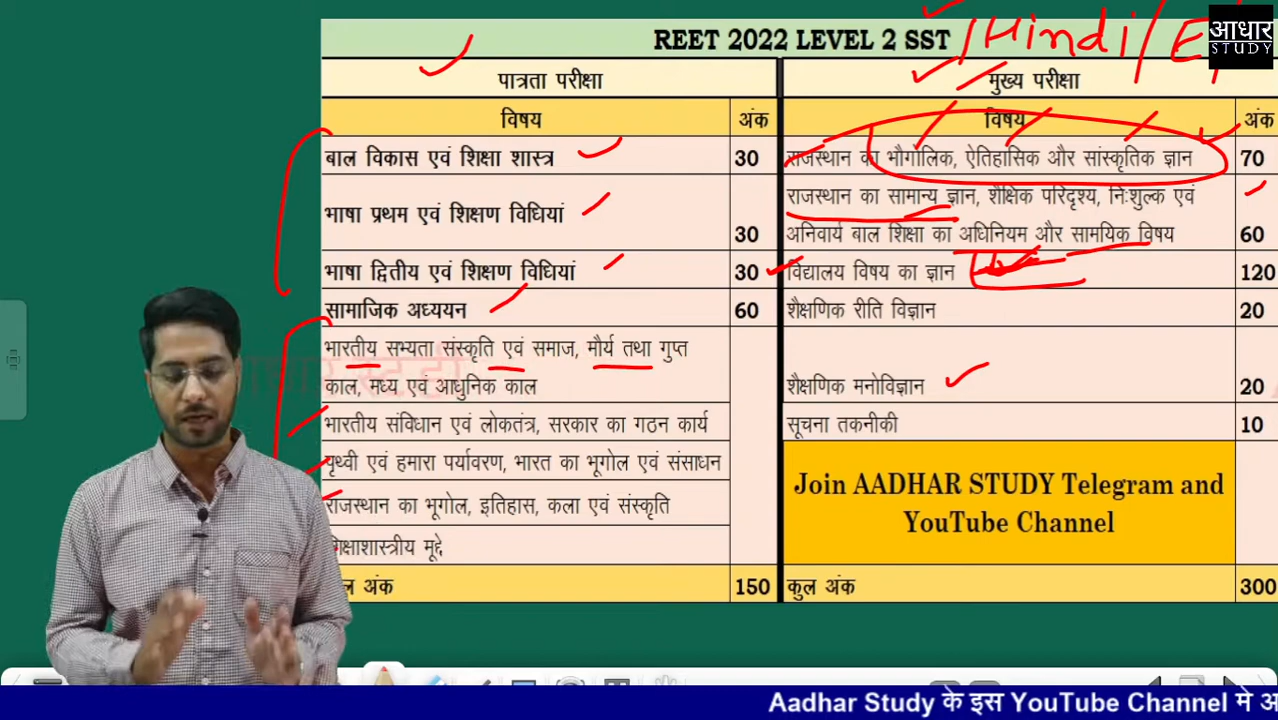 आधार
STUDY
REET 2022 LEVEL 2 SST /Hindi/E
पात्रता परीक्षा
मुख्य परीक्षा
विषय अंक
विषय अंक
बाल विकास एवं शिक्षा शास्त्र 30
राजस्थान का भौगोलिक, ऐतिहासिक और सांस्कृतिक ज्ञान 70
भाषा प्रथम एवं शिक्षण विधियां 30
राजस्थान का सामान्य ज्ञान, शैक्षिक परिदृश्य, निःशुल्क एवं
अनिवार्य बाल शिक्षा का अधिनियम और सामयिक विषय 60
भाषा द्वितीय एवं शिक्षण विधियां 30
विद्यालय विषय का ज्ञान 120
सामाजिक अध्ययन 60
शैक्षणिक रीति विज्ञान 20
भारतीय सभ्यता संस्कृति एवं समाज, मौर्य तथा गुप्त
काल, मध्य एवं आधुनिक काल
शैक्षणिक मनोविज्ञान 20
भारतीय संविधान एवं लोकतंत्र, सरकार का गठन कार्य
सूचना तकनीकी 10
पृथ्वी एवं हमारा पर्यावरण, भारत का भूगोल एवं संसाधन
राजस्थान का भूगोल, इतिहास, कला एवं संस्कृति
मूद्दे
Join AADHAR STUDY Telegram and
YouTube Channel
अंक 150
कुल अंक 300
Aadhar Study के इस YouTube Channel मे अ